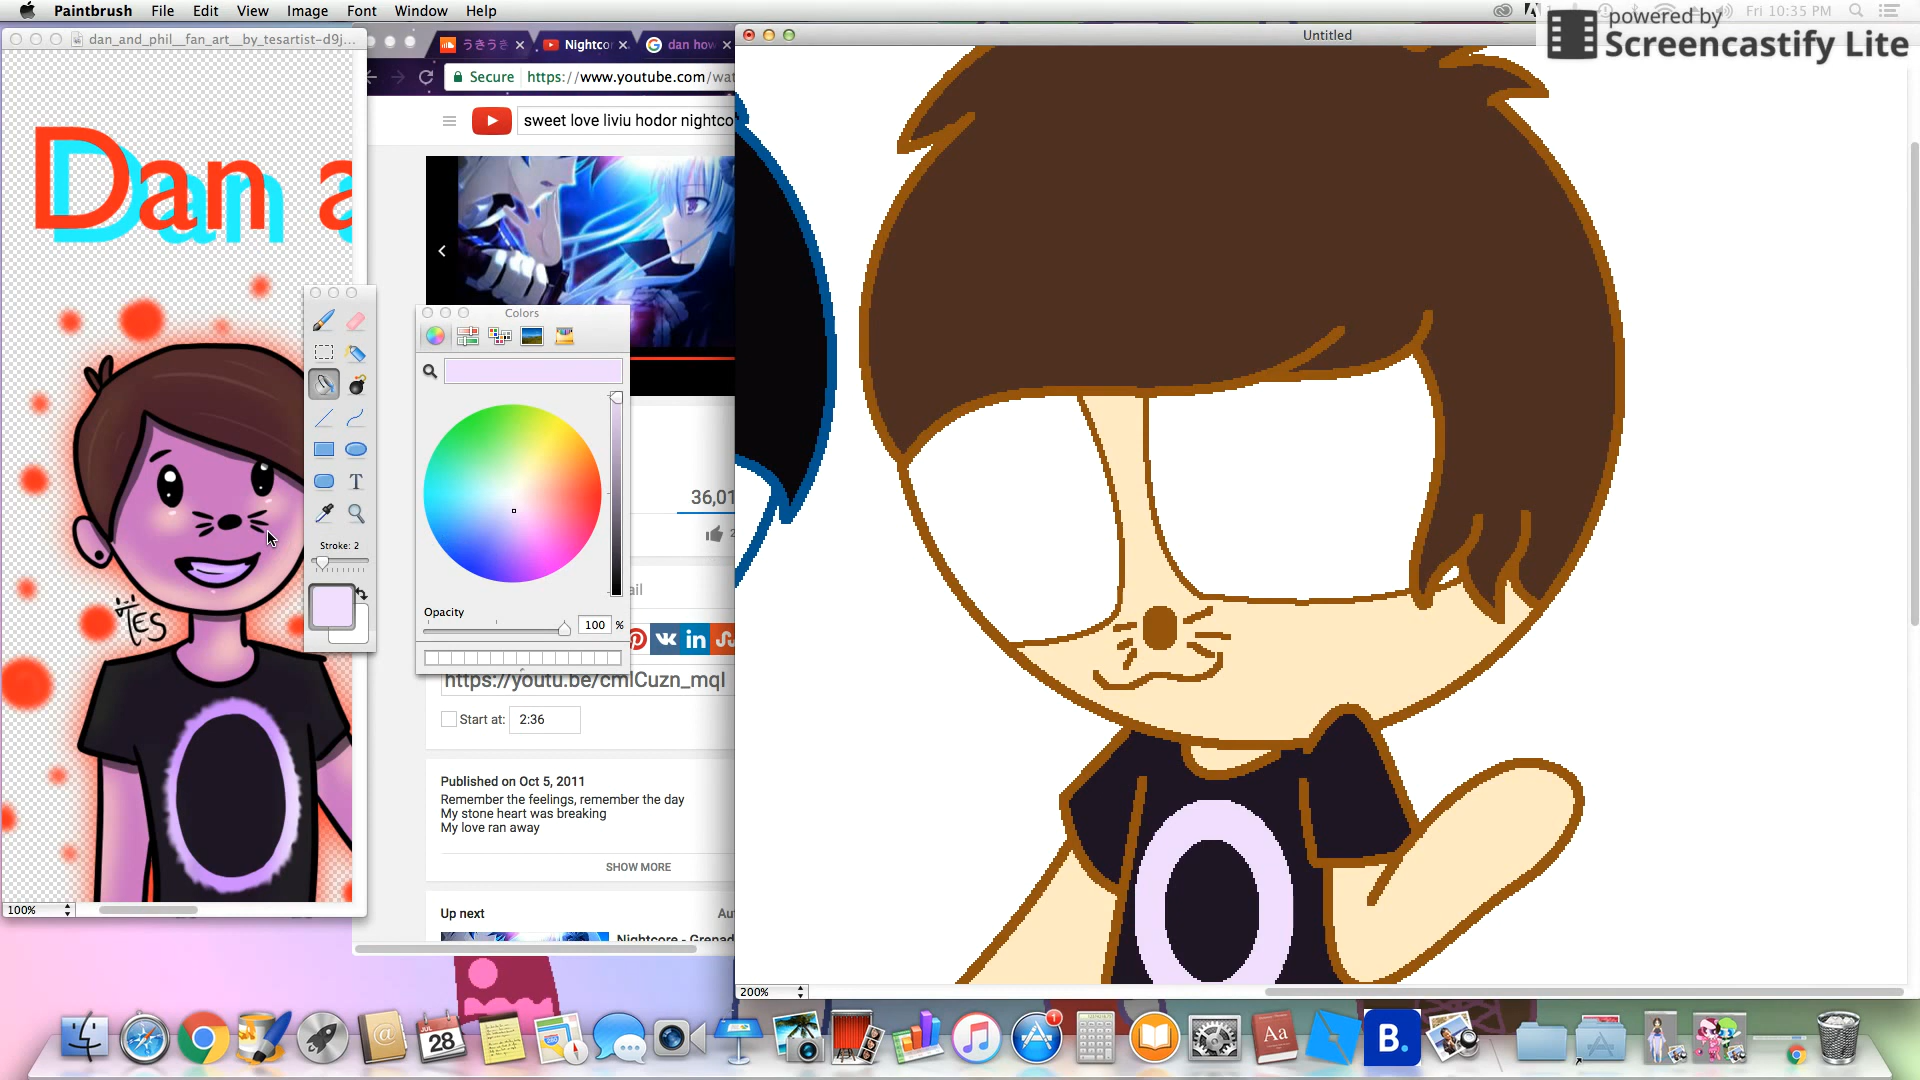 Paintbrush File Edit View Image Font Window Help
Fri 10:35 PM
powered by
Screencastify Lite
dan_and_phil__fan_art__by_tesartist-d9j...
うきうき
Nightco
dan how
Untitled
Secure https://www.youtube.com/wat
sweet love liviu hodor nightco
Dan a
Colors
36,01
Stroke: 2
Opacity
100 %
TES
https://youtu.be/cmlCuzn_mqI
Start at: 2:36
Published on Oct 5, 2011
Remember the feelings, remember the day
My stone heart was breaking
My love ran away
SHOW MORE
Up next
Nightcore - Grenad
100%
200%
JUL
28
1
Aa
B.